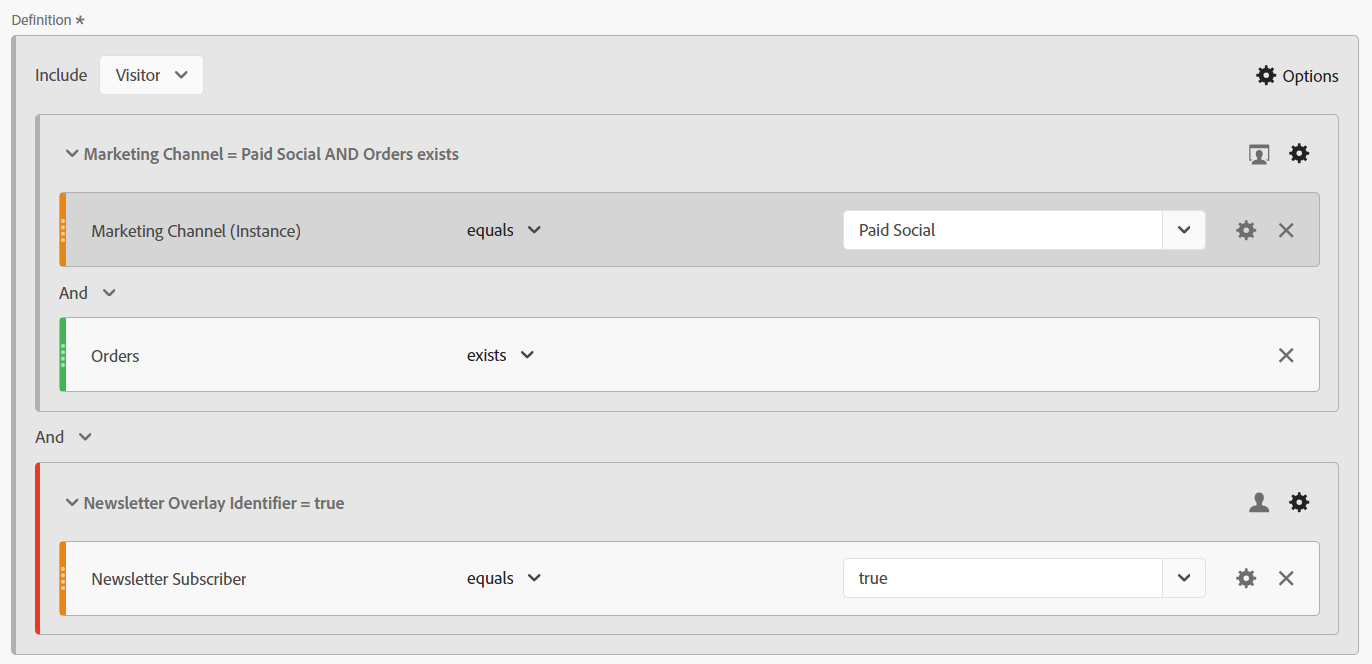 Definition *
Include Visitor Options
Marketing Channel = Paid Social AND Orders exists
Marketing Channel (Instance) equals Paid Social
And
Orders exists
And
Newsletter Overlay Identifier = true
Newsletter Subscriber equals true